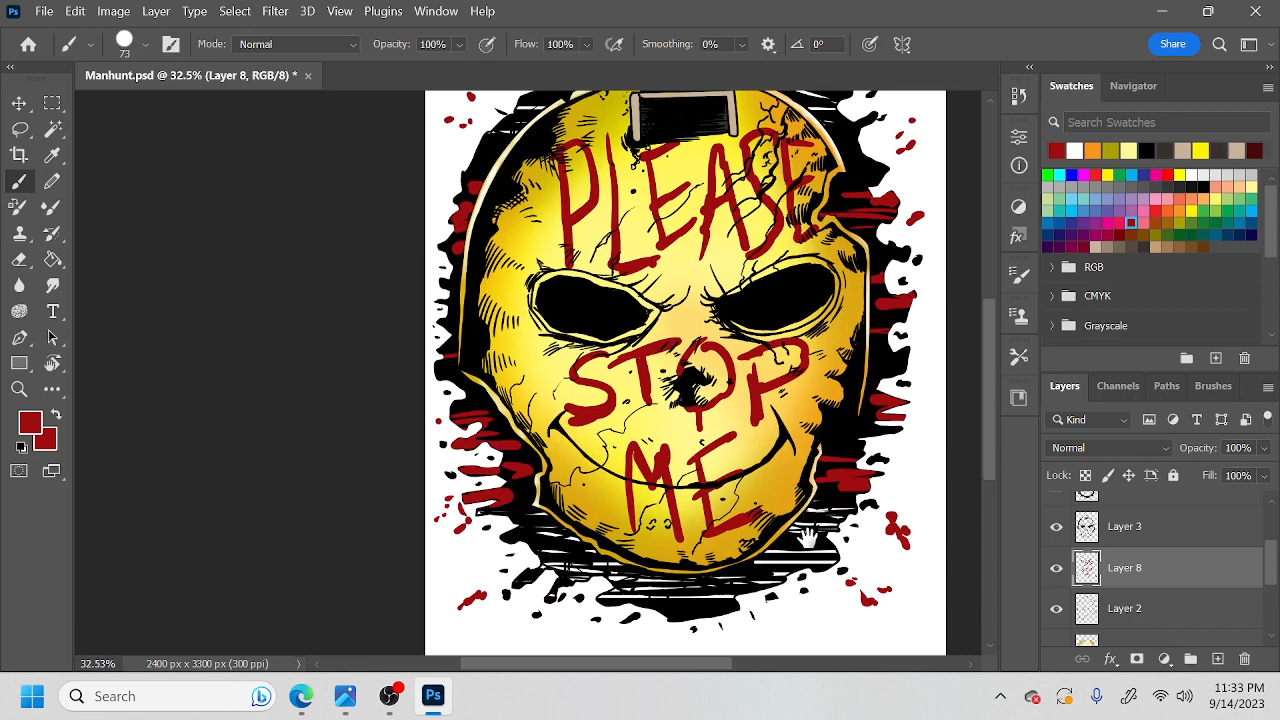 Ps File Edit Image Layer Type Select Filter 3D View Plugins Window Help
73 Mode: Normal Opacity: 100% Flow: 100% Smoothing: 0% 0° Share
Manhunt.psd @ 32.5% (Layer 8, RGB/8) *
Swatches Navigator
Search Swatches
RGB
CMYK
Grayscale
Layers Channels Paths Brushes
Kind
Normal Opacity: 100%
Lock: Fill: 100%
Layer 3
Layer 8
Layer 2
PLEASE
STOP
ME
32.53% 2400 px x 3300 px (300 ppi)
Search Ps 11:33 PM
9/14/2023